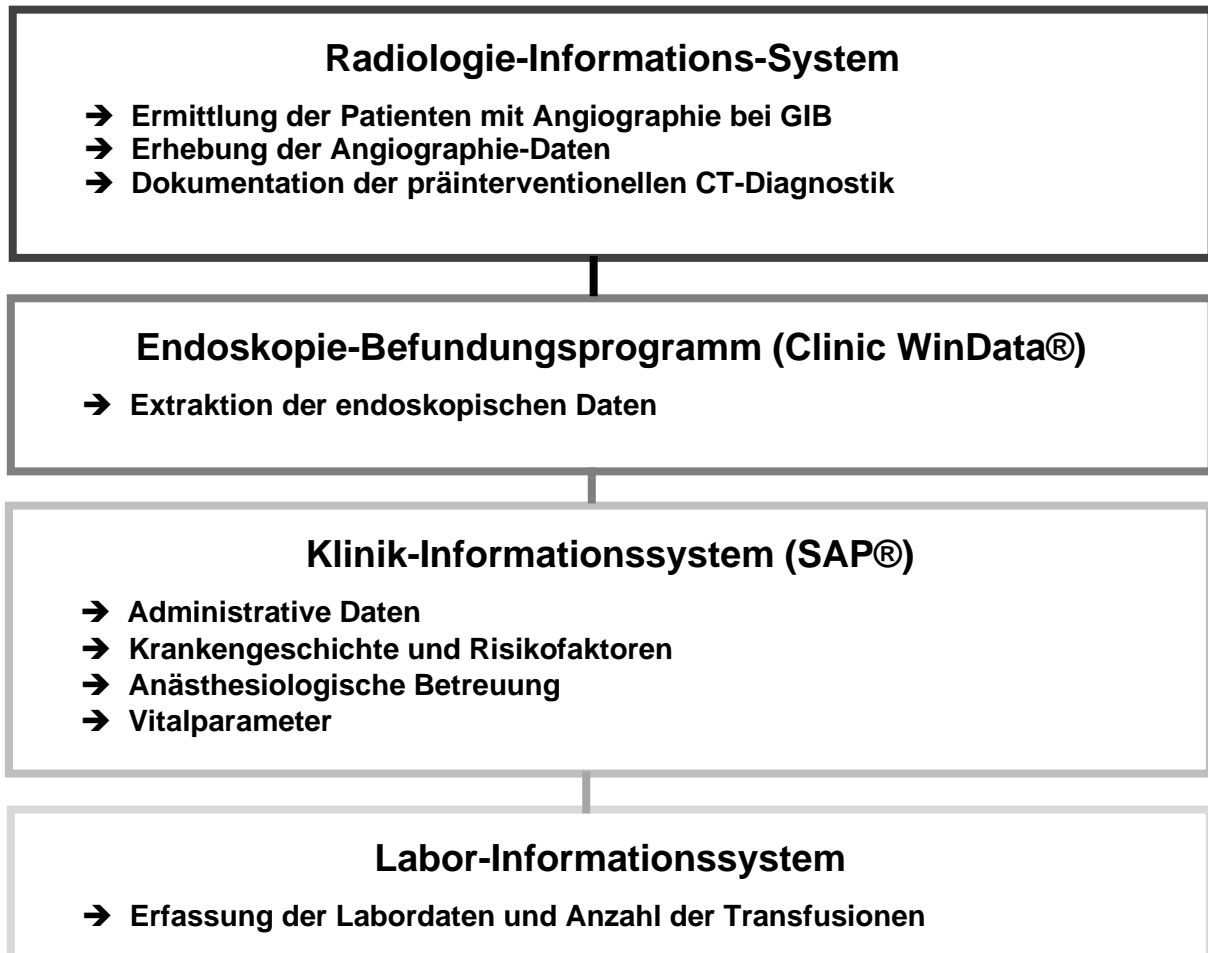 Radiologie-Informations-System
➔ Ermittlung der Patienten mit Angiographie bei GIB
➔ Erhebung der Angiographie-Daten
➔ Dokumentation der präinterventionellen CT-Diagnostik
Endoskopie-Befundungsprogramm (Clinic WinData®)
➔ Extraktion der endoskopischen Daten
Klinik-Informationssystem (SAP®)
➔ Administrative Daten
➔ Krankengeschichte und Risikofaktoren
➔ Anästhesiologische Betreuung
➔ Vitalparameter
Labor-Informationssystem
➔ Erfassung der Labordaten und Anzahl der Transfusionen